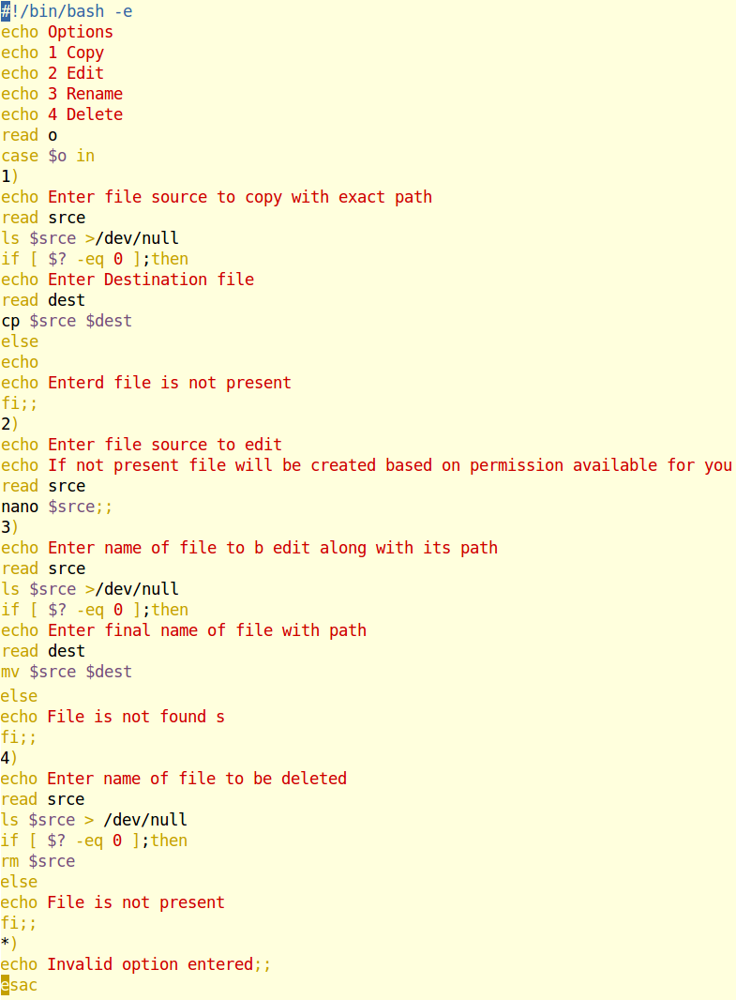 #!/bin/bash -e
echo Options
echo 1 Copy
echo 2 Edit
echo 3 Rename
echo 4 Delete
read o
case $o in
1)
echo Enter file source to copy with exact path
read srce
ls $srce >/dev/null
if [ $? -eq 0 ];then
echo Enter Destination file
read dest
cp $srce $dest
else
echo
echo Enterd file is not present
fi;;
2)
echo Enter file source to edit
echo If not present file will be created based on permission available for you
read srce
nano $srce;;
3)
echo Enter name of file to b edit along with its path
read srce
ls $srce >/dev/null
if [ $? -eq 0 ];then
echo Enter final name of file with path
read dest
mv $srce $dest
else
echo File is not found s
fi;;
4)
echo Enter name of file to be deleted
read srce
ls $srce > /dev/null
if [ $? -eq 0 ];then
rm $srce
else
echo File is not present
fi;;
*)
echo Invalid option entered;;
esac